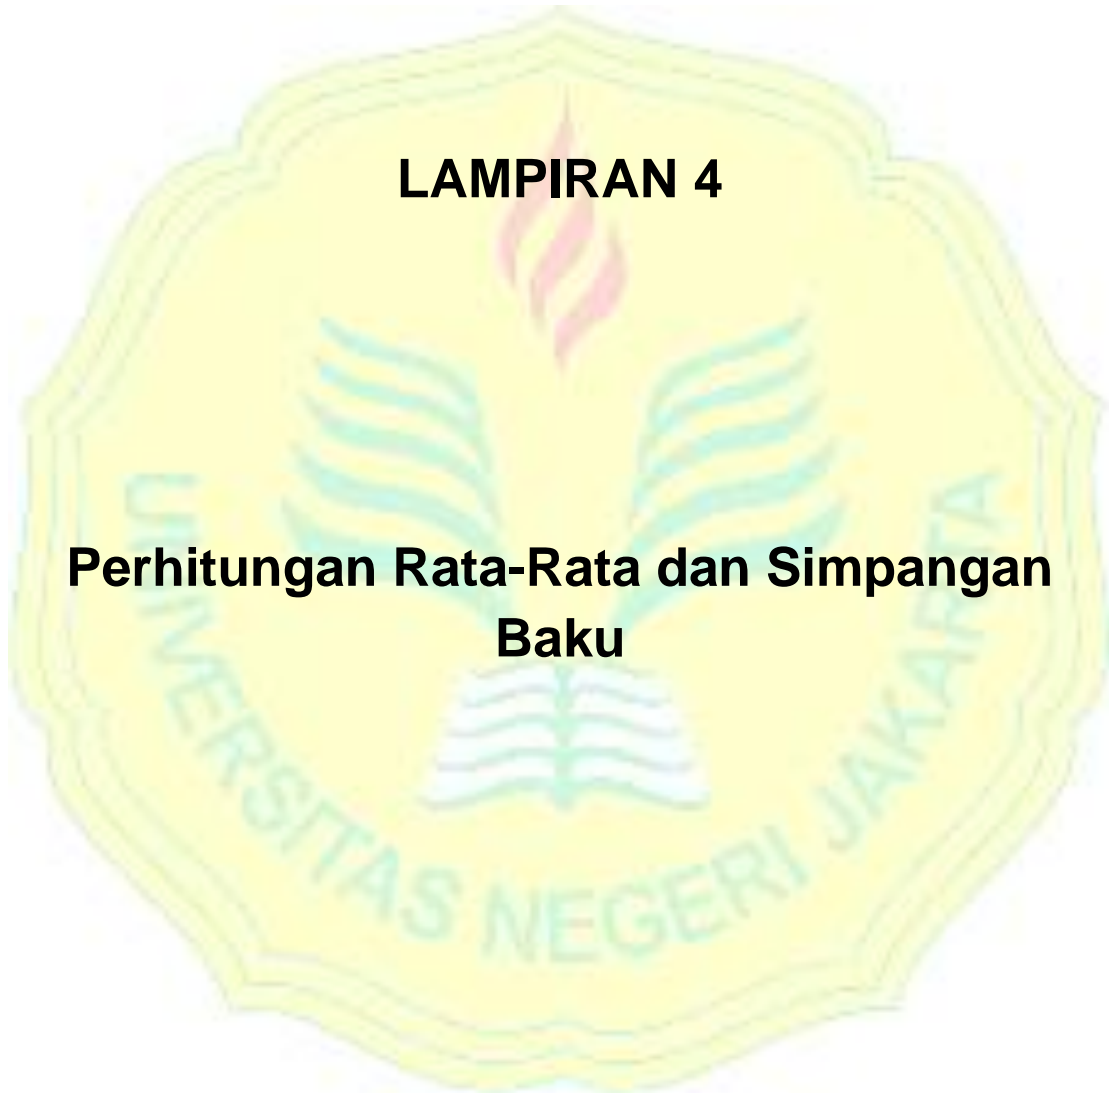 LAMPIRAN 4
Perhitungan Rata-Rata dan Simpangan
Baku
UNIVERSITAS NEGERI JAKARTA